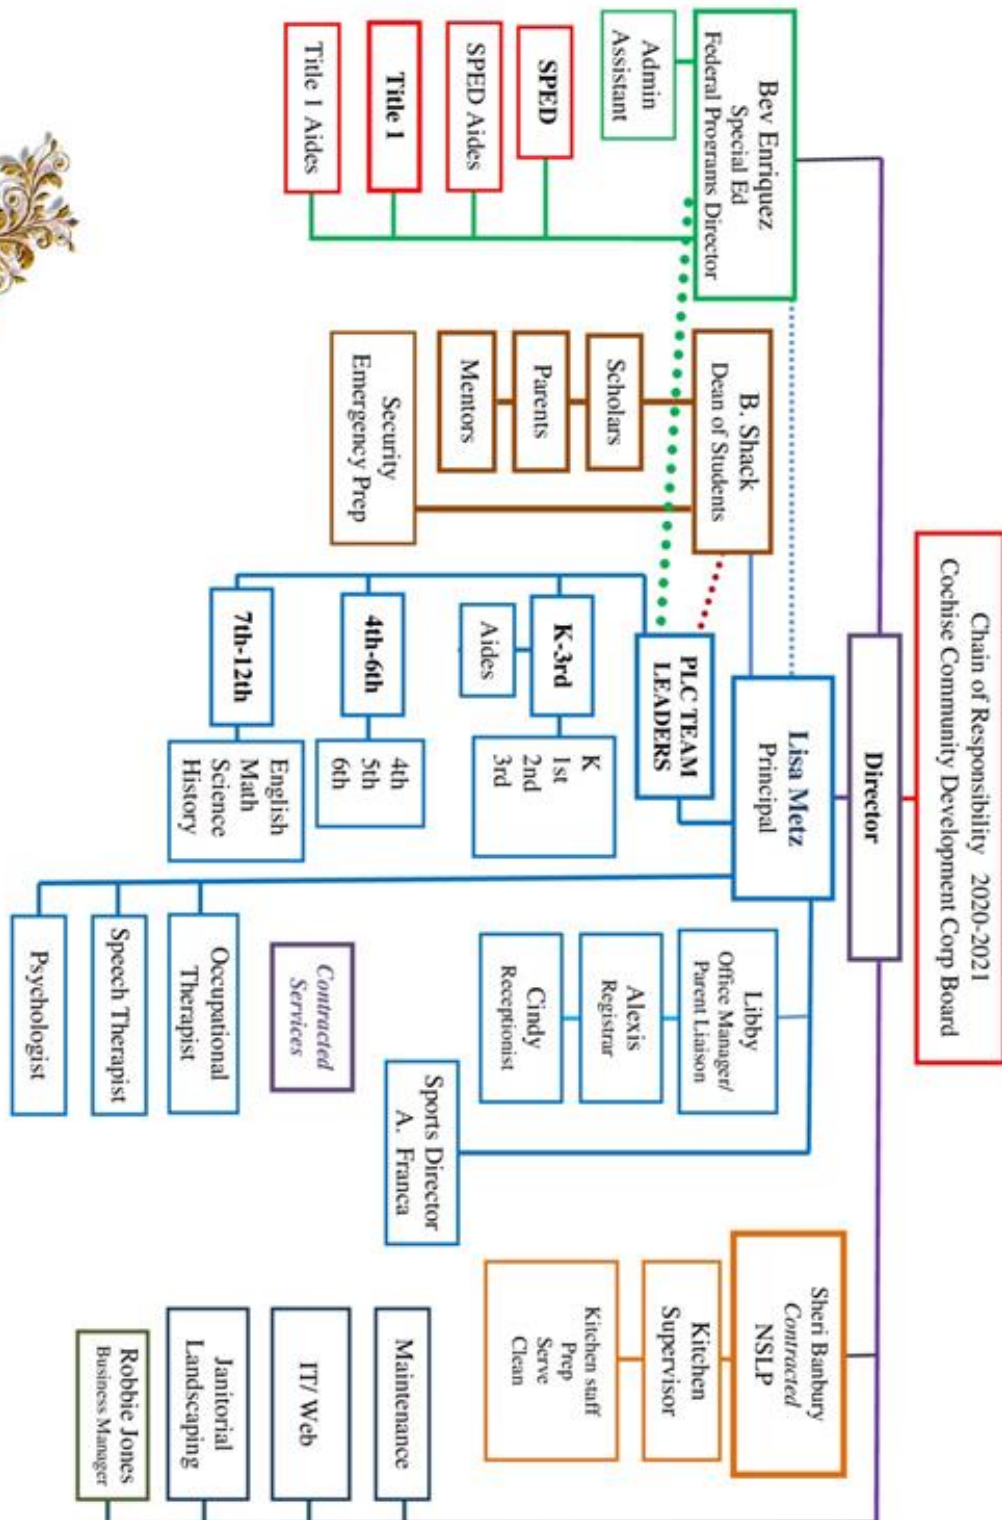 Chain of Responsibility 2020-2021
Cochise Community Development Corp Board
Director
Bev Enriquez
Special Ed
Federal Programs Director
Admin
Assistant
SPED
SPED Aides
Title 1
Title 1 Aides
B. Shack
Dean of Students
Scholars
Parents
Mentors
Security
Emergency Prep
Lisa Metz
Principal
PLC TEAM
LEADERS
K-3rd
Aides
K
1st
2nd
3rd
4th-6th
4th
5th
6th
7th-12th
English
Math
Science
History
Libby
Office Manager/
Parent Liaison
Alexis
Registrar
Cindy
Receptionist
Sports Director
A. Franca
Contracted
Services
Occupational
Therapist
Speech Therapist
Psychologist
Sheri Banbury
Contracted
NSLP
Kitchen
Supervisor
Kitchen staff
Prep
Serve
Clean
Maintenance
IT/ Web
Janitorial
Landscaping
Robbie Jones
Business Manager